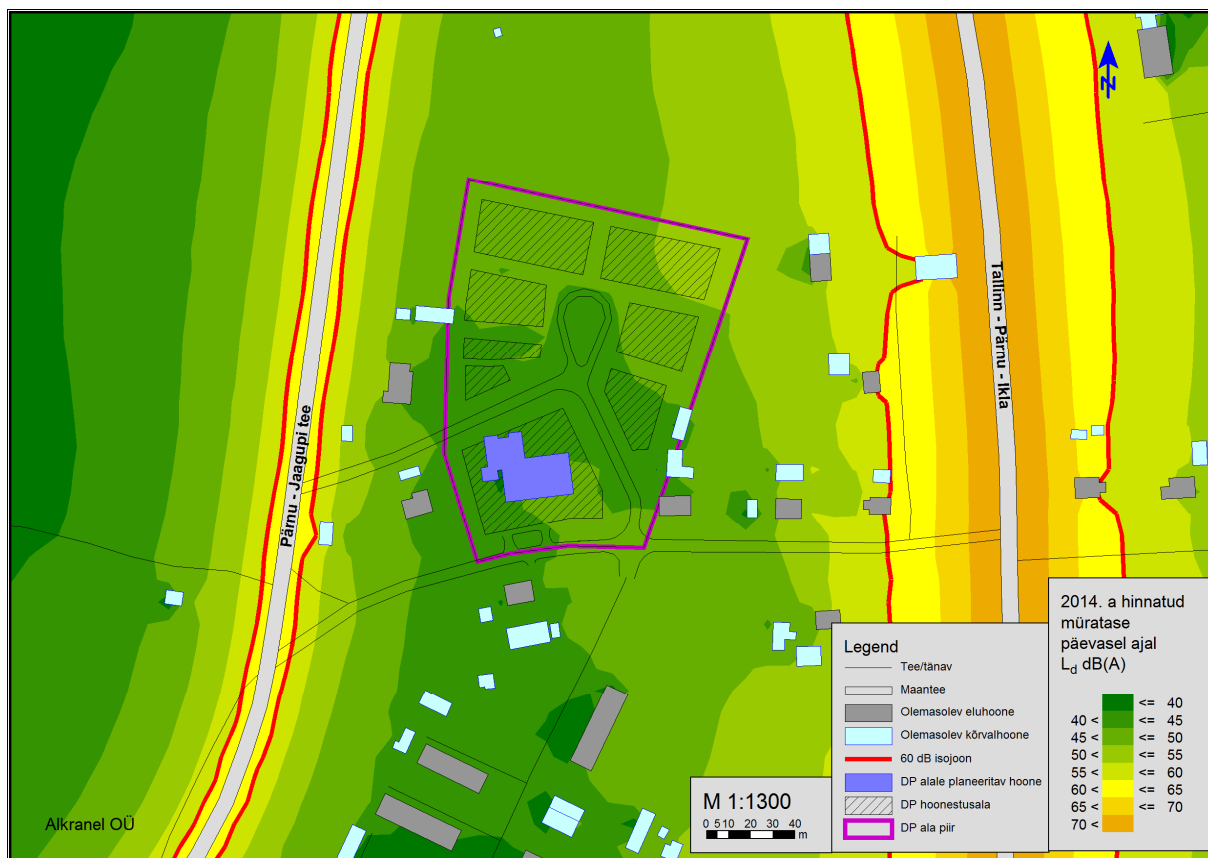 N
Pärnu - Jaagupi tee
Tallinn - Pärnu - Ikla
Alkranel OÜ
M 1:1300
0 5 10 20 30 40
m
Legend
Tee/tänav
Maantee
Olemasolev eluhoone
Olemasolev kõrvalhoone
60 dB isojoon
DP alale planeeritav hoone
DP hoonestusala
DP ala piir
2014. a hinnatud
müratase
päevasel ajal
L_d dB(A)
<= 40
40 < <= 45
45 < <= 50
50 < <= 55
55 < <= 60
60 < <= 65
65 < <= 70
70 <